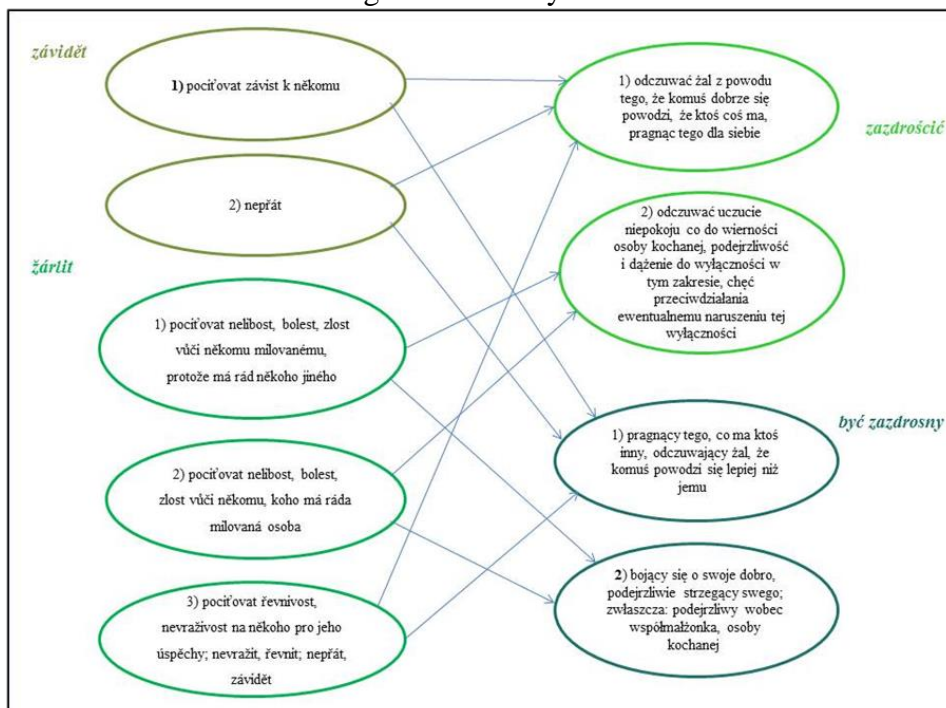 závidět
1) pociťovat závist k někomu
2) nepřát
žárlit
1) pociťovat nelibost, bolest, zlost
vůči někomu milovanému,
protože má rád někoho jiného
2) pociťovat nelibost, bolest,
zlost vůči někomu, koho má ráda
milovaná osoba
3) pociťovat řevnivost,
nevraživost na někoho pro jeho
úspěchy; nevražit, řevnit; nepřát,
závidět
1) odczuwać żal z powodu
tego, że komuś dobrze się
powodzi, że ktoś coś ma,
pragnąc tego dla siebie
zazdrościć
2) odczuwać uczucie
niepokoju co do wierności
osoby kochanej, podejrzliwość
i dążenie do wyłączności w
tym zakresie, chęć
przeciwdziałania
ewentualnemu naruszeniu tej
wyłączności
być zazdrosny
1) pragnący tego, co ma ktoś
inny, odczuwający żal, że
komuś powodzi się lepiej niż
jemu
2) bojący się o swoje dobro,
podejrzliwie strzegący swego;
zwłaszcza: podejrzliwy wobec
współmałżonka, osoby
kochanej